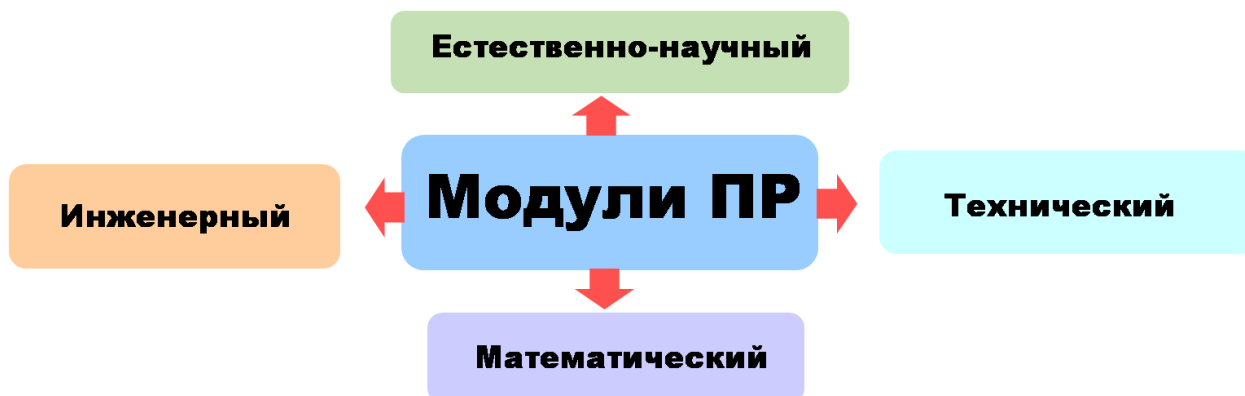 Естественно-научный
Инженерный
Модули ПР
Технический
Математический